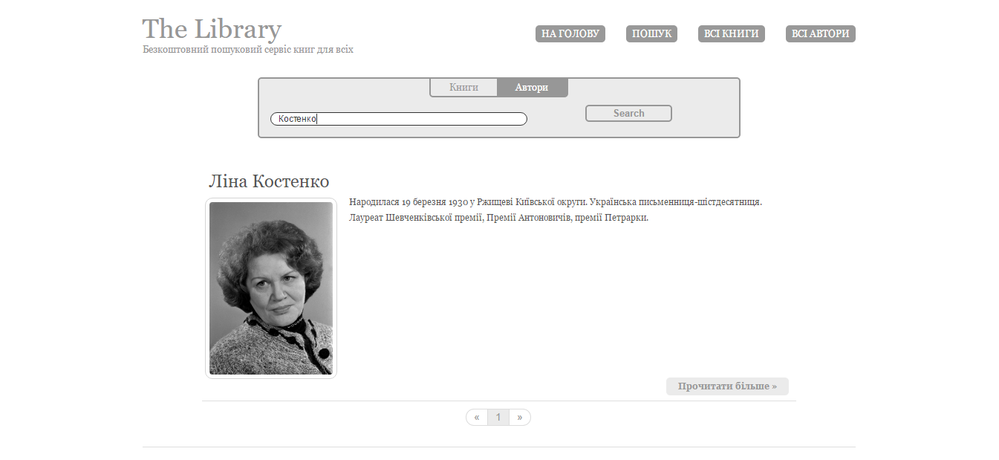 The Library
Безкоштовний пошуковий сервіс книг для всіх
НА ГОЛОВУ ПОШУК ВСІ КНИГИ ВСІ АВТОРИ
Книги Автори
Костенко
Search
Ліна Костенко
Народилася 19 березня 1930 у Ржищеві Київської округи. Українська письменниця-шістдесятниця.
Лауреат Шевченківської премії, Премії Антоновичів, премії Петрарки.
Прочитати більше »
« 1 »